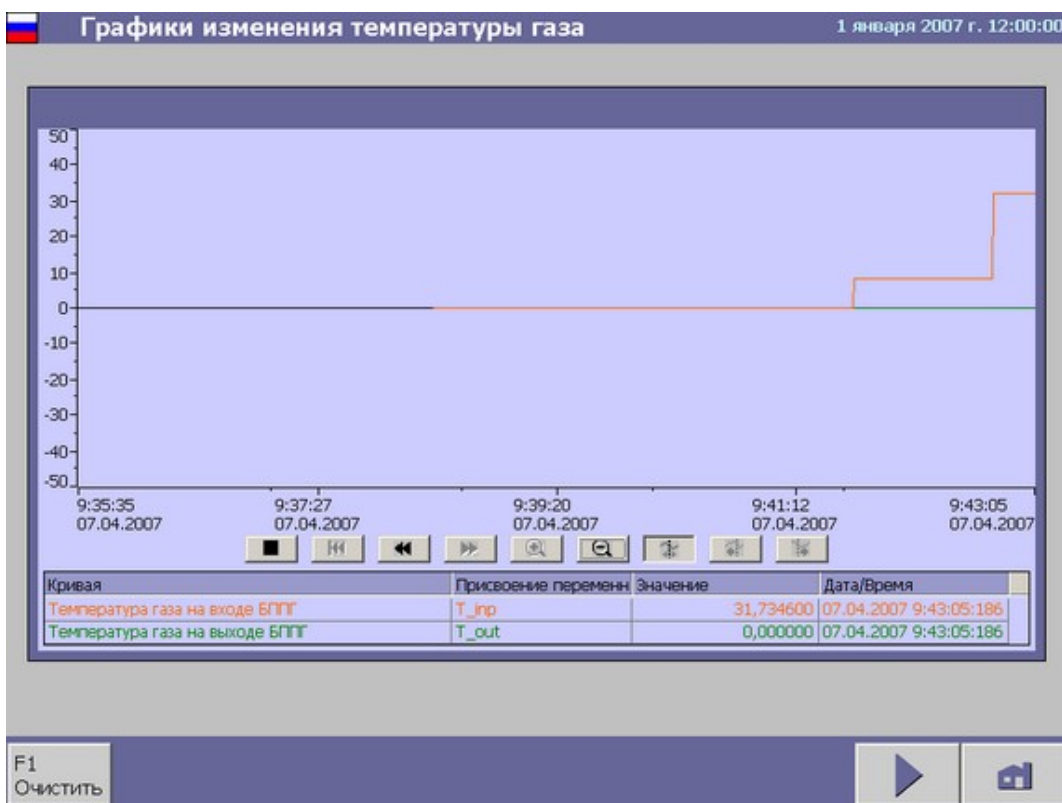 Графики изменения температуры газа
1 января 2007 г. 12:00:00
50
40
30
20
10
0
-10
-20
-30
-40
-50
9:35:35 9:37:27 9:39:20 9:41:12 9:43:05
07.04.2007 07.04.2007 07.04.2007 07.04.2007 07.04.2007
Кривая Присвоение переменн Значение Дата/Время
Температура газа на входе БППГ T_inp 31,734600 07.04.2007 9:43:05:186
Температура газа на выходе БППГ T_out 0,000000 07.04.2007 9:43:05:186
F1
Очистить